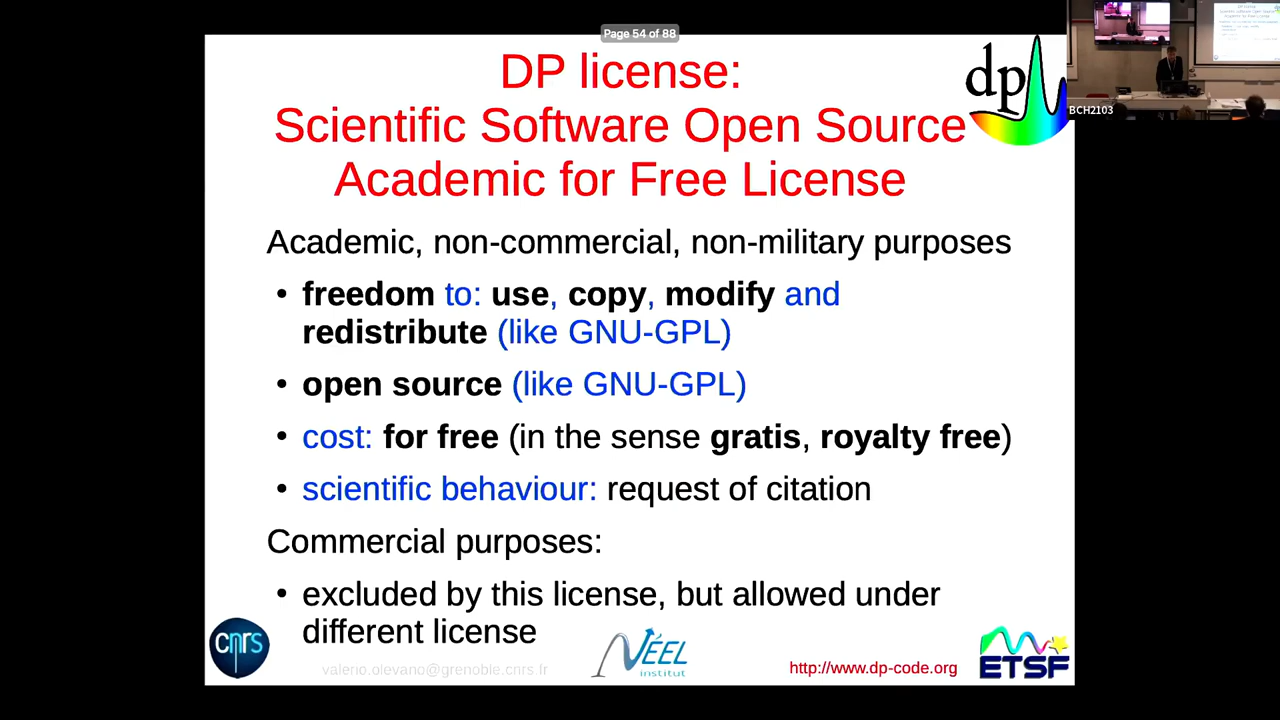 Page 54 of 88
DP license:
Scientific Software Open Source
Academic for Free License
dp
BCH2103
Academic, non-commercial, non-military purposes
• freedom to: use, copy, modify and
redistribute (like GNU-GPL)
• open source (like GNU-GPL)
• cost: for free (in the sense gratis, royalty free)
• scientific behaviour: request of citation
Commercial purposes:
• excluded by this license, but allowed under
different license
cnrs
valerio.olevano@grenoble.cnrs.fr
NÉEL
institut
http://www.dp-code.org
ETSF